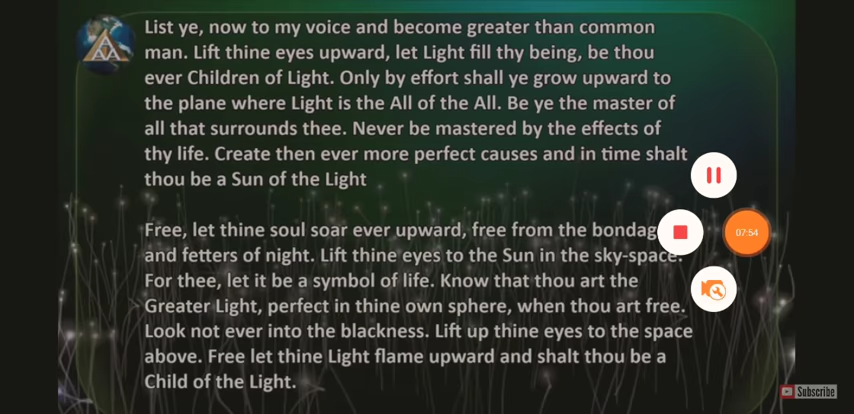 List ye, now to my voice and become greater than common
man. Lift thine eyes upward, let Light fill thy being, be thou
ever Children of Light. Only by effort shall ye grow upward to
the plane where Light is the All of the All. Be ye the master of
all that surrounds thee. Never be mastered by the effects of
thy life. Create then ever more perfect causes and in time shalt
thou be a Sun of the Light
Free, let thine soul soar ever upward, free from the bondag
and fetters of night. Lift thine eyes to the Sun in the sky-space.
For thee, let it be a symbol of life. Know that thou art the
Greater Light, perfect in thine own sphere, when thou art free.
Look not ever into the blackness. Lift up thine eyes to the space
above. Free let thine Light flame upward and shalt thou be a
Child of the Light.
07:54
Subscribe